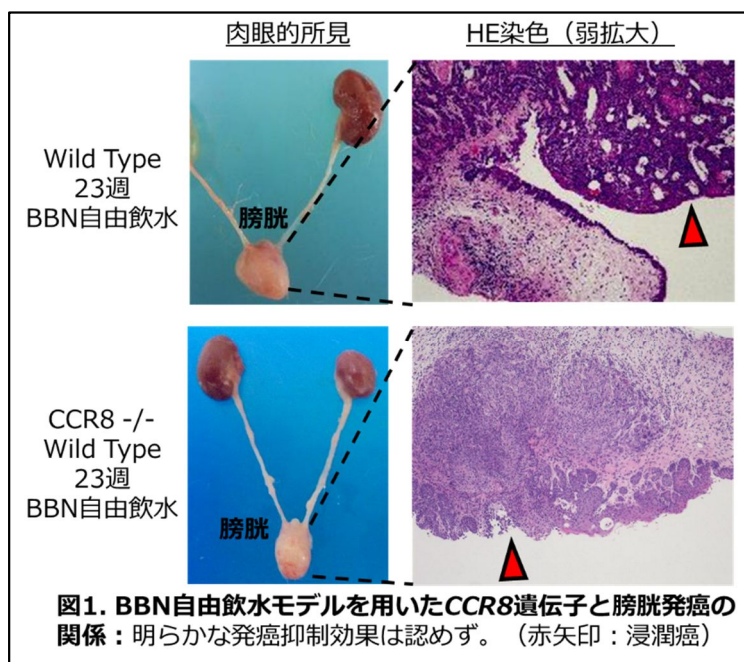 肉眼的所見
HE染色（弱拡大）
Wild Type
23週
BBN自由飲水
膀胱
CCR8 -/-
Wild Type
23週
BBN自由飲水
膀胱
図1. BBN自由飲水モデルを用いたCCR8遺伝子と膀胱発癌の
関係：明らかな発癌抑制効果は認めず。（赤矢印：浸潤癌）